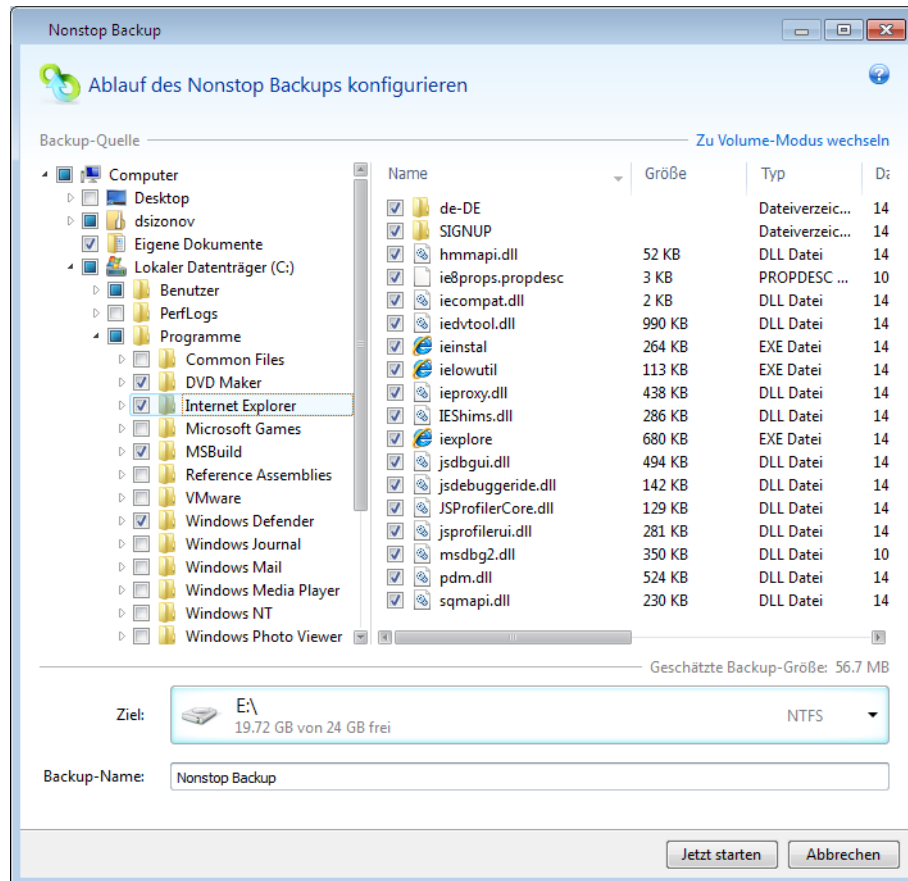 Nonstop Backup
Ablauf des Nonstop Backups konfigurieren
Backup-Quelle
Zu Volume-Modus wechseln
Computer
Desktop
dsizonov
Eigene Dokumente
Lokaler Datenträger (C:)
Benutzer
PerfLogs
Programme
Common Files
DVD Maker
Internet Explorer
Microsoft Games
MSBuild
Reference Assemblies
VMware
Windows Defender
Windows Journal
Windows Mail
Windows Media Player
Windows NT
Windows Photo Viewer
Name Größe Typ Da
de-DE Dateiverzeic... 14
SIGNUP Dateiverzeic... 14
hmmapi.dll 52 KB DLL Datei 14
ie8props.propdesc 3 KB PROPDESC ... 10
iecompat.dll 2 KB DLL Datei 14
iedvtool.dll 990 KB DLL Datei 14
ieinstal 264 KB EXE Datei 14
ielowutil 113 KB EXE Datei 14
ieproxy.dll 438 KB DLL Datei 14
IEShims.dll 286 KB DLL Datei 14
iexplore 680 KB EXE Datei 14
jsdbgui.dll 494 KB DLL Datei 14
jsdebuggeride.dll 142 KB DLL Datei 14
JSProfilerCore.dll 129 KB DLL Datei 14
jsprofilerui.dll 281 KB DLL Datei 14
msdbg2.dll 350 KB DLL Datei 10
pdm.dll 524 KB DLL Datei 14
sqmapi.dll 230 KB DLL Datei 14
Geschätzte Backup-Größe: 56.7 MB
Ziel:
E:\
19.72 GB von 24 GB frei
NTFS
Backup-Name: Nonstop Backup
Jetzt starten Abbrechen